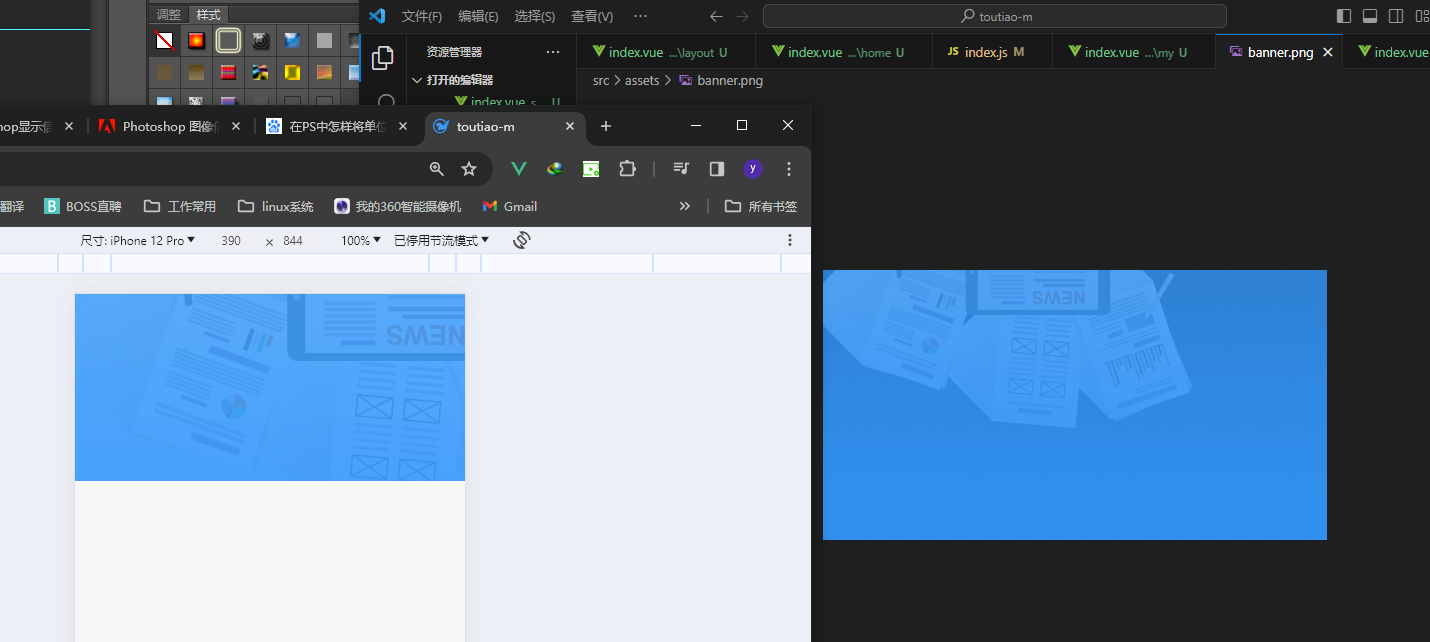 调整 样式
文件(F) 编辑(E) 选择(S) 查看(V) ··· toutiao-m
资源管理器 ···
打开的编辑器
index.vue s... U
index.vue ...\layout U index.vue ...\home U index.js M index.vue ...\my U banner.png index.vue
src > assets > banner.png
hop显示信 Photoshop 图像信 在PS中怎样将单位 toutiao-m
y
翻译 BOSS直聘 工作常用 linux系统 我的360智能摄像机 Gmail » 所有书签
尺寸: iPhone 12 Pro 390 × 844 100% 已停用节流模式
NEWS
NEWS